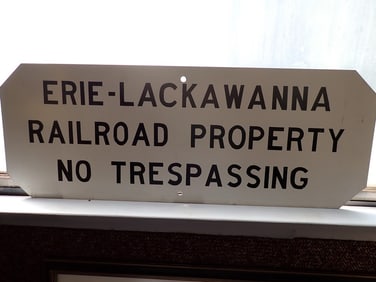 ERIE-LACKAWANNA
RAILROAD PROPERTY
NO TRESPASSING